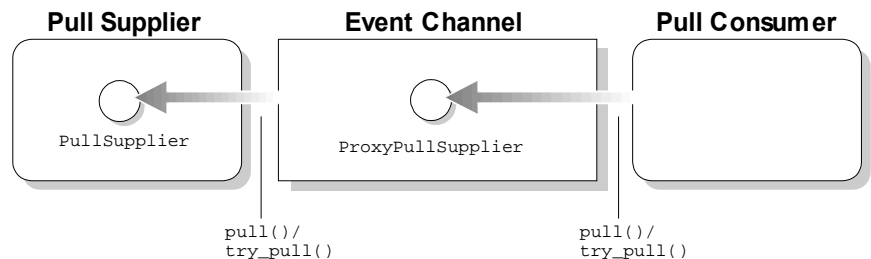 Pull Supplier
Event Channel
Pull Consumer
PullSupplier
ProxyPullSupplier
pull()/
try_pull()
pull()/
try_pull()